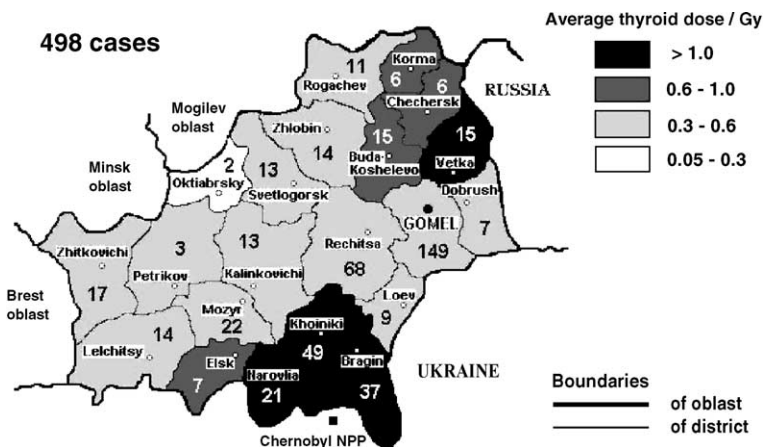 498 cases
Average thyroid dose / Gy
> 1.0
0.6 - 1.0
0.3 - 0.6
0.05 - 0.3
11
Rogachev
Korma
6
6
Chechersk
RUSSIA
Mogilev
oblast
Zhlobin
14
15
Buda-
Koshelevo
15
Vetka
Minsk
oblast
2
Oktiabrsky
13
Svetlogorsk
Dobrush
7
GOMEL
149
Zhitkovichi
17
3
Petrikov
13
Kalinkovichi
Rechitsa
68
Brest
oblast
Mozyr
22
Loev
9
14
Lelchitsy
Elsk
7
Khoiniki
49
Bragin
37
Narovlia
21
UKRAINE
Chernobyl NPP
Boundaries
of oblast
of district